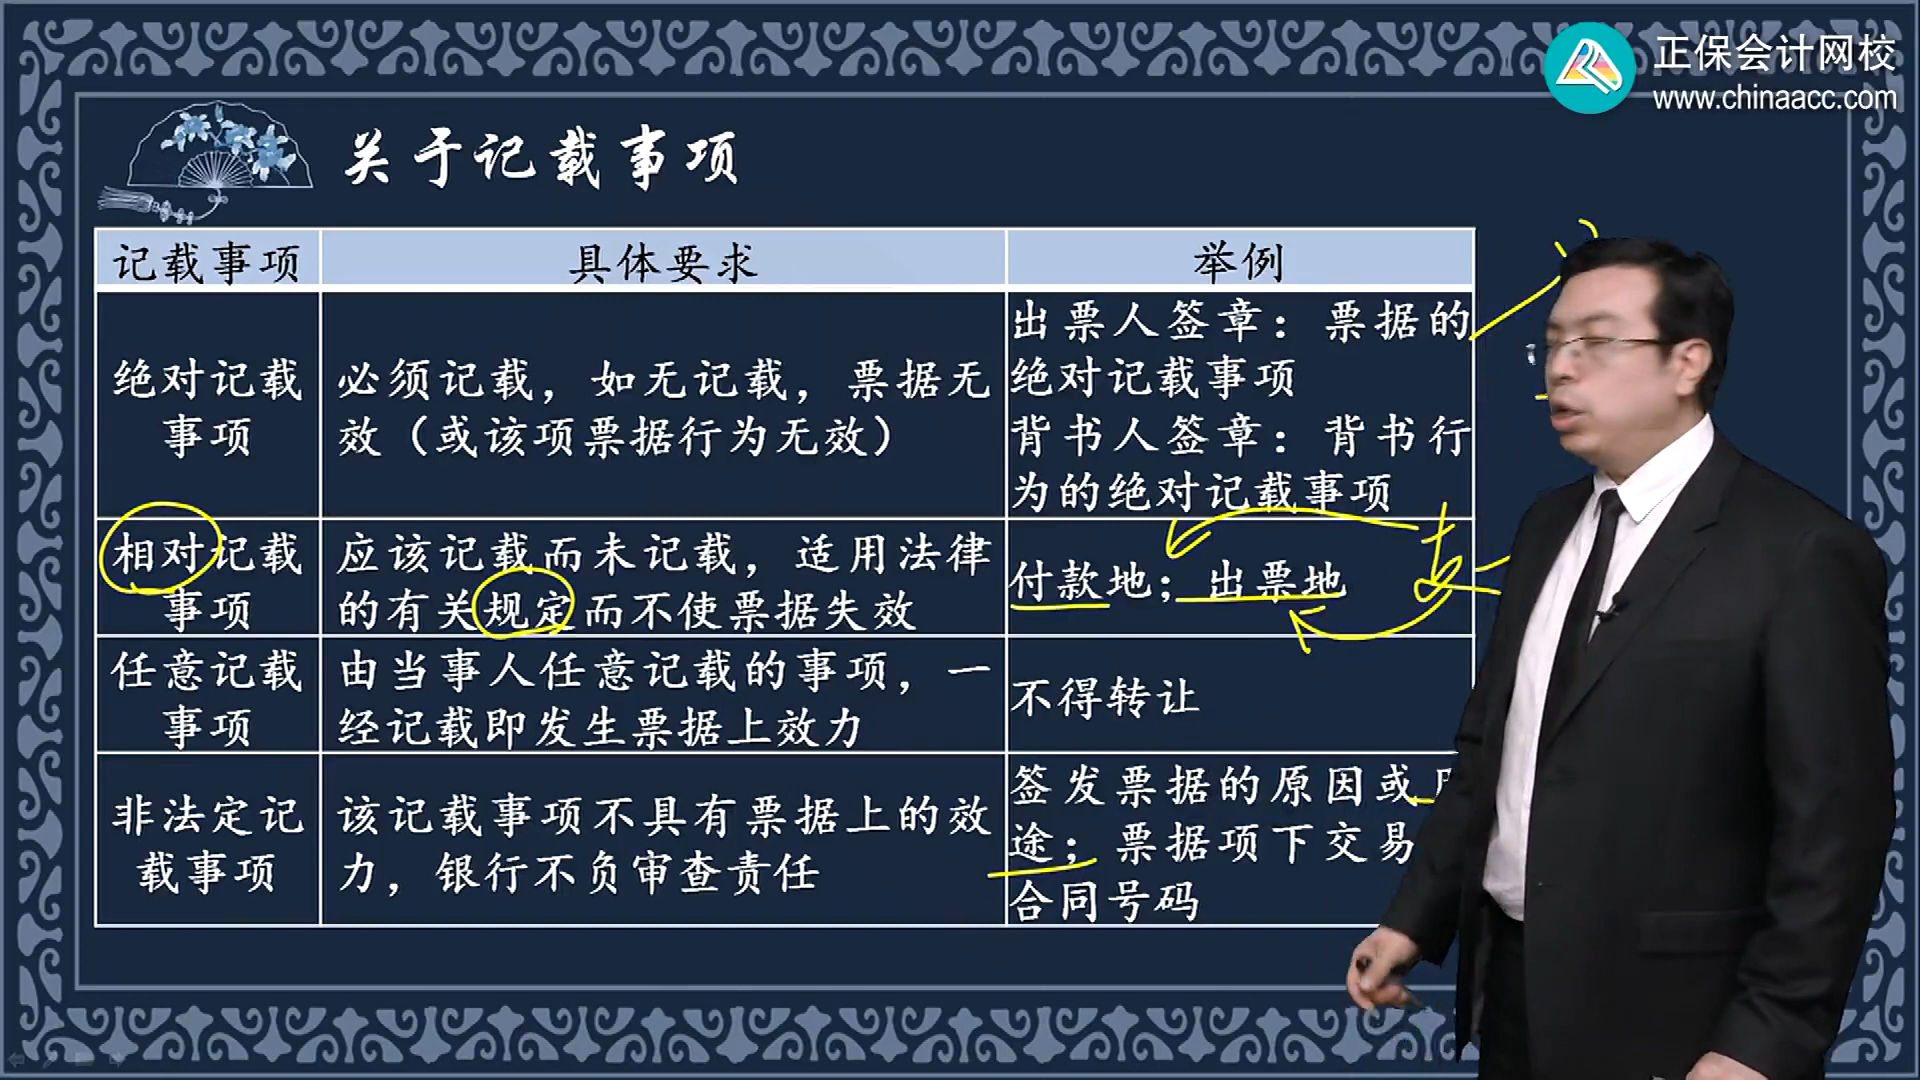 正保会计网校
www.chinaacc.com
关于记载事项
记载事项
具体要求
举例
绝对记载
事项
必须记载，如无记载，票据无
效（或该项票据行为无效）
出票人签章：票据的
绝对记载事项
背书人签章：背书行
为的绝对记载事项
相对记载
事项
应该记载而未记载，适用法律
的有关规定而不使票据失效
付款地；出票地
任意记载
事项
由当事人任意记载的事项，一
经记载即发生票据上效力
不得转让
非法定记
载事项
该记载事项不具有票据上的效
力，银行不负审查责任
签发票据的原因或
途；票据项下交易
合同号码